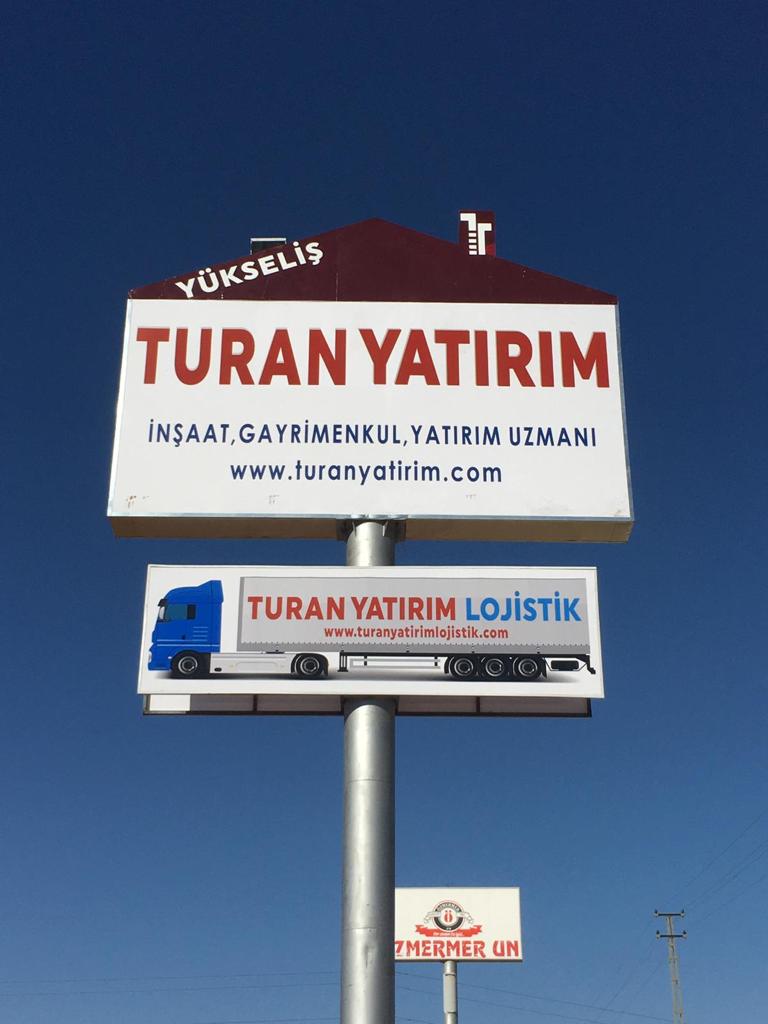 YÜKSELİŞ
TURAN YATIRIM
İNŞAAT,GAYRİMENKUL,YATIRIM UZMANI
www.turanyatirim.com
TURAN YATIRIM LOJİSTİK
www.turanyatirimlojistik.com
ZMERMER UN